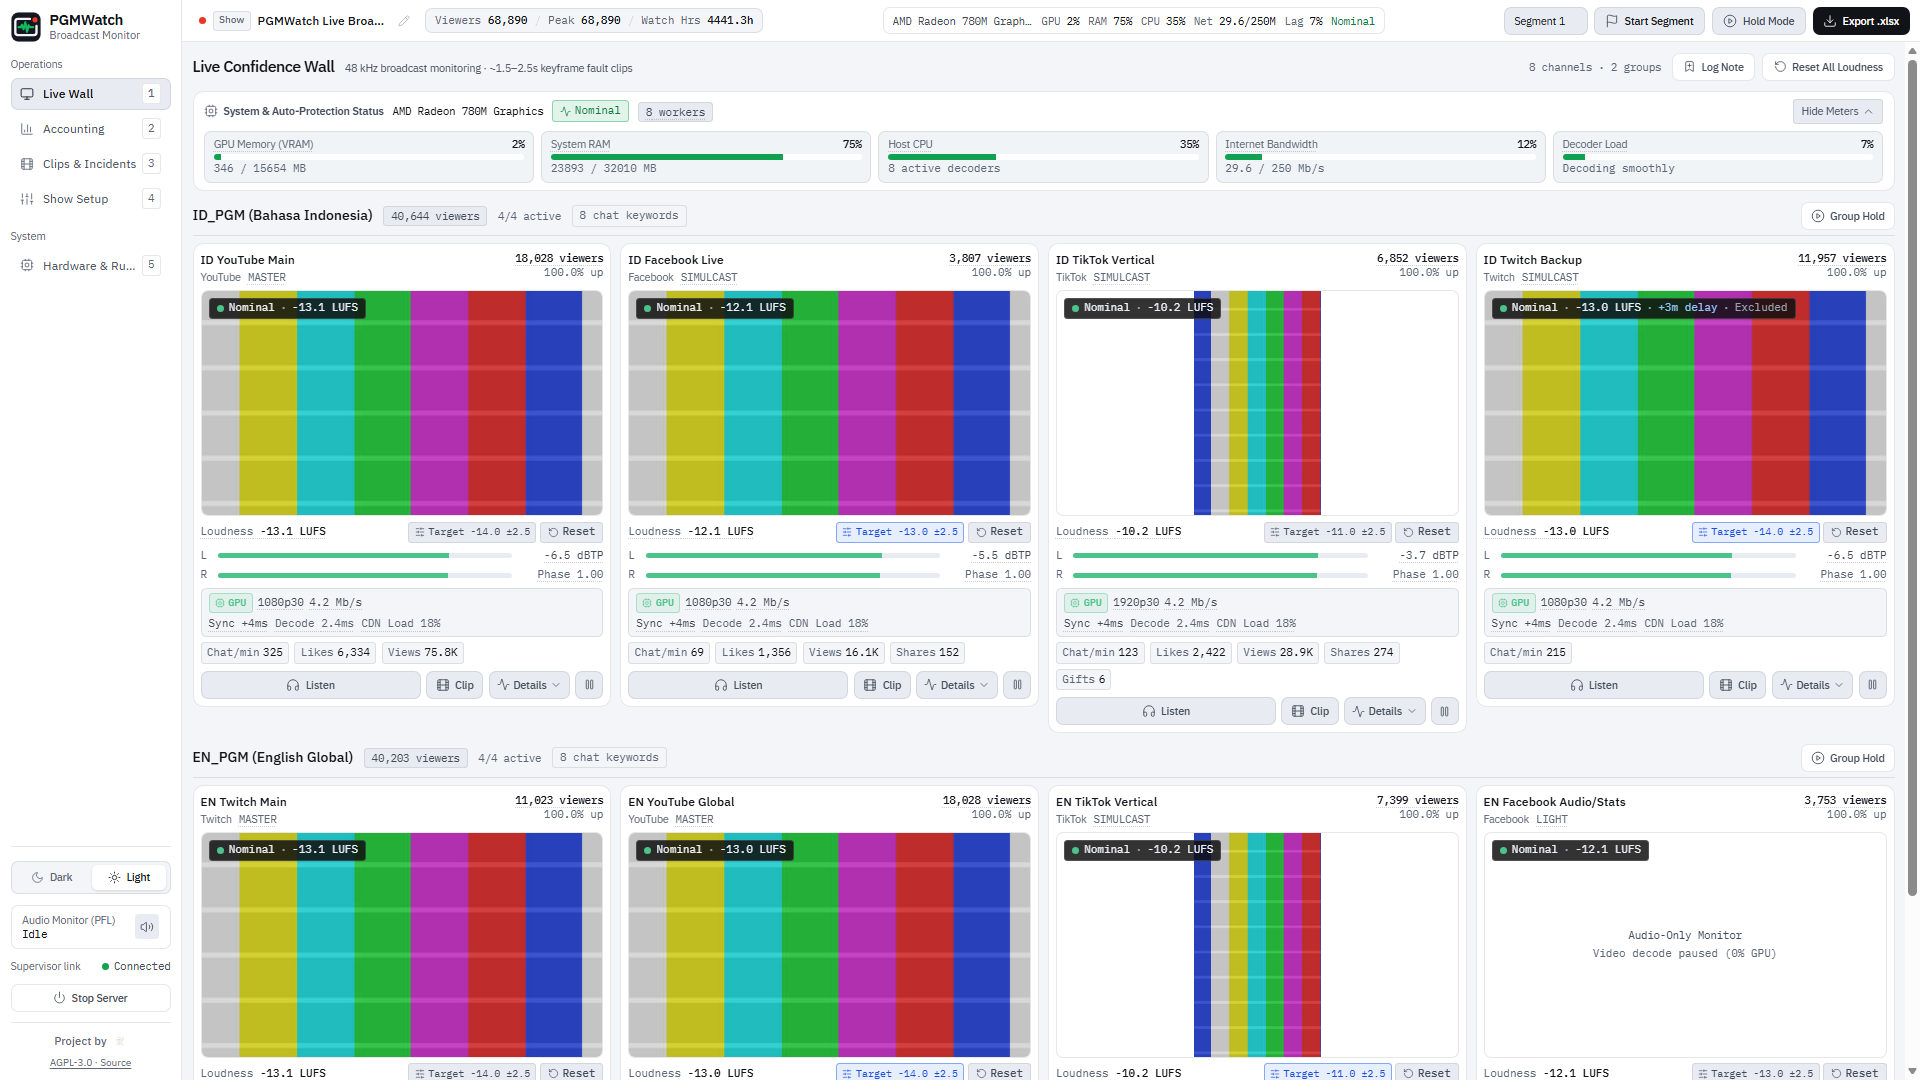 PGMWatch
Broadcast Monitor
Operations
Live Wall 1
Accounting 2
Clips & Incidents 3
Show Setup 4
System
Hardware & Ru... 5
Dark Light
Audio Monitor (PFL)
Idle
Supervisor link Connected
Stop Server
Project by
AGPL-3.0 · Source
Show PGMWatch Live Broa... Viewers 68,890 / Peak 68,890 / Watch Hrs 4441.3h
AMD Radeon 780M Graph… GPU 2% RAM 75% CPU 35% Net 29.6/250M Lag 7% Nominal
Segment 1 Start Segment Hold Mode Export .xlsx
Live Confidence Wall 48 kHz broadcast monitoring · ~1.5–2.5s keyframe fault clips
8 channels · 2 groups Log Note Reset All Loudness
System & Auto-Protection Status AMD Radeon 780M Graphics Nominal 8 workers Hide Meters
GPU Memory (VRAM) 2%
346 / 15654 MB
System RAM 75%
23893 / 32010 MB
Host CPU 35%
8 active decoders
Internet Bandwidth 12%
29.6 / 250 Mb/s
Decoder Load 7%
Decoding smoothly
ID_PGM (Bahasa Indonesia) 40,644 viewers 4/4 active 8 chat keywords Group Hold
ID YouTube Main 18,028 viewers
YouTube MASTER 100.0% up
Nominal · -13.1 LUFS
Loudness -13.1 LUFS Target -14.0 ±2.5 Reset
L -6.5 dBTP
R Phase 1.00
GPU 1080p30 4.2 Mb/s
Sync +4ms Decode 2.4ms CDN Load 18%
Chat/min 325 Likes 6,334 Views 75.8K
Listen Clip Details
ID Facebook Live 3,807 viewers
Facebook SIMULCAST 100.0% up
Nominal · -12.1 LUFS
Loudness -12.1 LUFS Target -13.0 ±2.5 Reset
L -5.5 dBTP
R Phase 1.00
GPU 1080p30 4.2 Mb/s
Sync +4ms Decode 2.4ms CDN Load 18%
Chat/min 69 Likes 1,356 Views 16.1K Shares 152
Listen Clip Details
ID TikTok Vertical 6,852 viewers
TikTok SIMULCAST 100.0% up
Nominal · -10.2 LUFS
Loudness -10.2 LUFS Target -11.0 ±2.5 Reset
L -3.7 dBTP
R Phase 1.00
GPU 1920p30 4.2 Mb/s
Sync +4ms Decode 2.4ms CDN Load 18%
Chat/min 123 Likes 2,422 Views 28.9K Shares 274
Gifts 6
Listen Clip Details
ID Twitch Backup 11,957 viewers
Twitch SIMULCAST 100.0% up
Nominal · -13.0 LUFS · +3m delay · Excluded
Loudness -13.0 LUFS Target -14.0 ±2.5 Reset
L -6.5 dBTP
R Phase 1.00
GPU 1080p30 4.2 Mb/s
Sync +4ms Decode 2.4ms CDN Load 18%
Chat/min 215
Listen Clip Details
EN_PGM (English Global) 40,203 viewers 4/4 active 8 chat keywords Group Hold
EN Twitch Main 11,023 viewers
Twitch MASTER 100.0% up
Nominal · -13.1 LUFS
Loudness -13.1 LUFS Target -14.0 ±2.5 Reset
EN YouTube Global 18,028 viewers
YouTube MASTER 100.0% up
Nominal · -13.0 LUFS
Loudness -13.0 LUFS Target -14.0 ±2.5 Reset
EN TikTok Vertical 7,399 viewers
TikTok SIMULCAST 100.0% up
Nominal · -10.2 LUFS
Loudness -10.2 LUFS Target -11.0 ±2.5 Reset
EN Facebook Audio/Stats 3,753 viewers
Facebook LIGHT 100.0% up
Nominal · -12.1 LUFS
Audio-Only Monitor
Video decode paused (0% GPU)
Loudness -12.1 LUFS Target -13.0 ±2.5 Reset